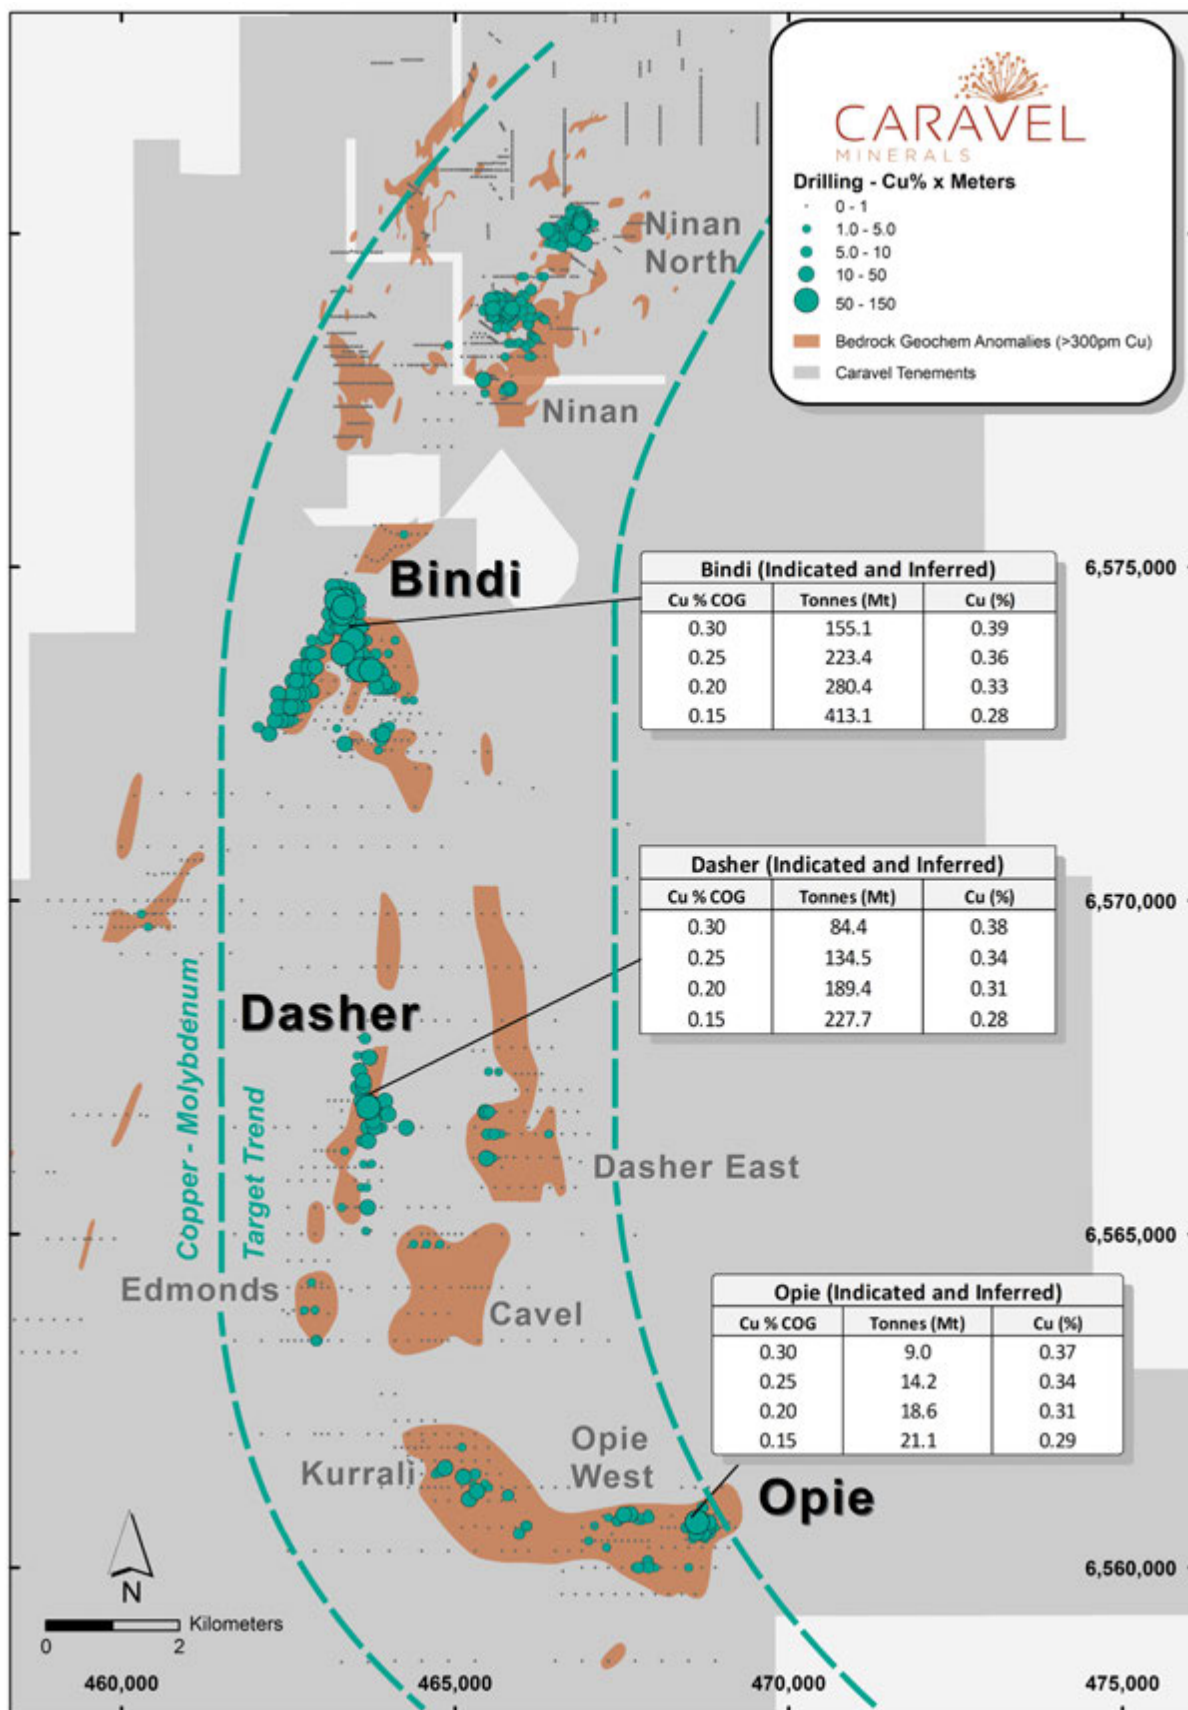 CARAVEL
MINERALS
Drilling - Cu% x Meters
0 - 1
1.0 - 5.0
5.0 - 10
10 - 50
50 - 150
Bedrock Geochem Anomalies (>300pm Cu)
Caravel Tenements
Ninan
North
Ninan
Bindi
Bindi (Indicated and Inferred)
Cu % COG Tonnes (Mt) Cu (%)
0.30 155.1 0.39
0.25 223.4 0.36
0.20 280.4 0.33
0.15 413.1 0.28
6,575,000
Dasher (Indicated and Inferred)
Cu % COG Tonnes (Mt) Cu (%)
0.30 84.4 0.38
0.25 134.5 0.34
0.20 189.4 0.31
0.15 227.7 0.28
6,570,000
Dasher
Copper - Molybdenum
Target Trend
Dasher East
6,565,000
Edmonds
Cavel
Opie (Indicated and Inferred)
Cu % COG Tonnes (Mt) Cu (%)
0.30 9.0 0.37
0.25 14.2 0.34
0.20 18.6 0.31
0.15 21.1 0.29
Kurrali
Opie
West
Opie
6,560,000
N
Kilometers
0 2
460,000 465,000 470,000 475,000